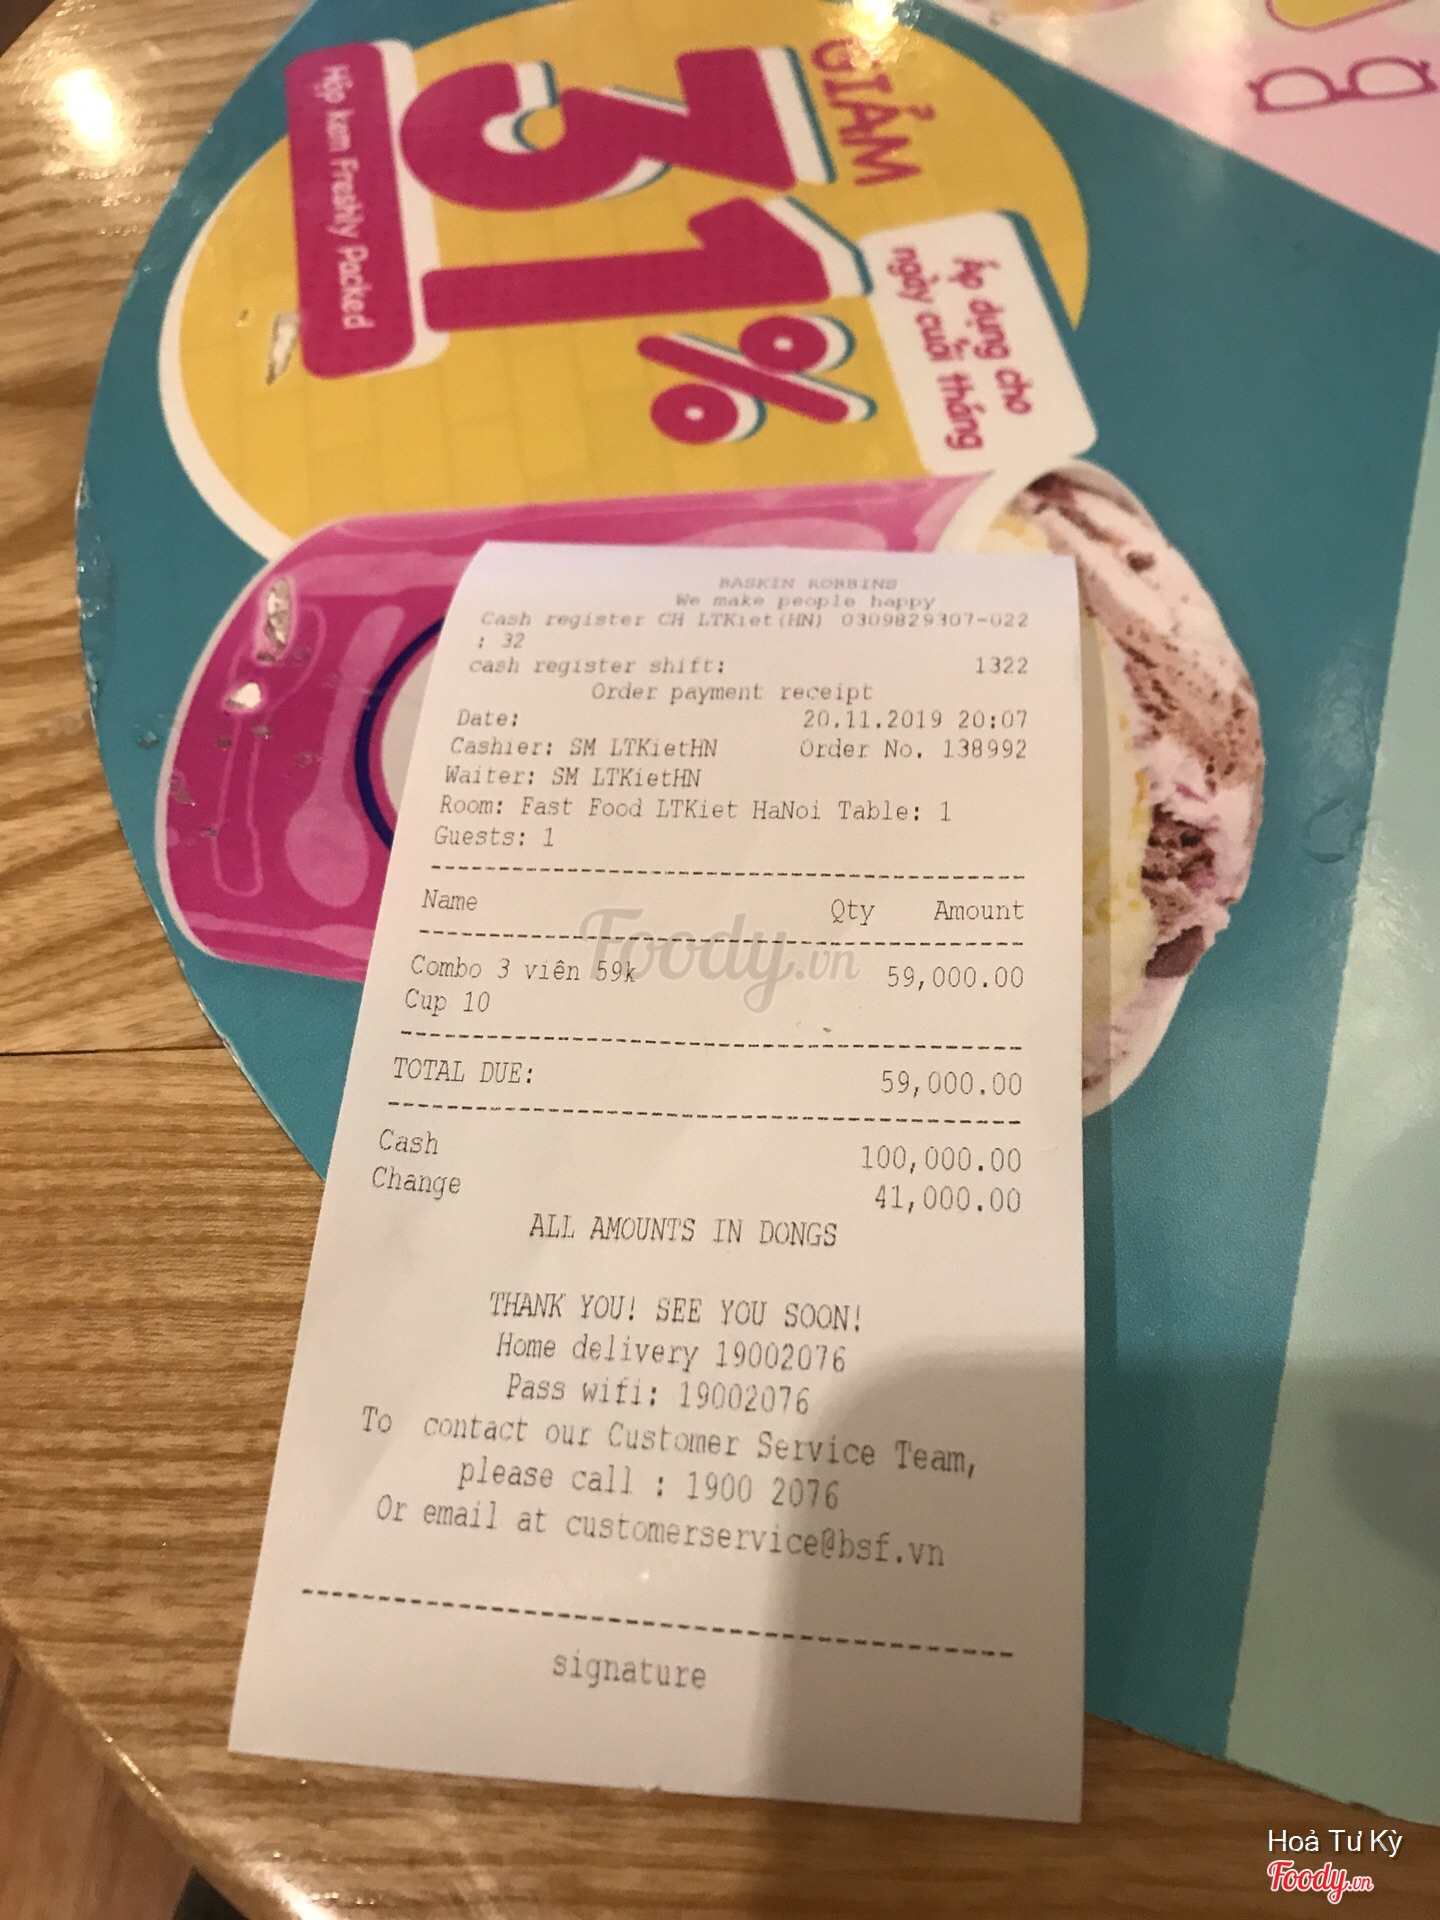 GIẢM
31%
Áp dụng cho
ngày cuối tháng
Hộp kem Freshly Packed
BASKIN ROBBINS
We make people happy
Cash register CH LTKiet(HN) 0309829307-022
: 32
cash register shift: 1322
Order payment receipt
Date: 20.11.2019 20:07
Cashier: SM LTKietHN Order No. 138992
Waiter: SM LTKietHN
Room: Fast Food LTKiet HaNoi Table: 1
Guests: 1
Name Qty Amount
Combo 3 viên 59k 59,000.00
Cup 10
TOTAL DUE: 59,000.00
Cash 100,000.00
Change 41,000.00
ALL AMOUNTS IN DONGS
THANK YOU! SEE YOU SOON!
Home delivery 19002076
Pass wifi: 19002076
To contact our Customer Service Team,
please call : 1900 2076
Or email at customerservice@bsf.vn
signature
Foody.vn
Hoả Tư Kỳ
Foody.vn